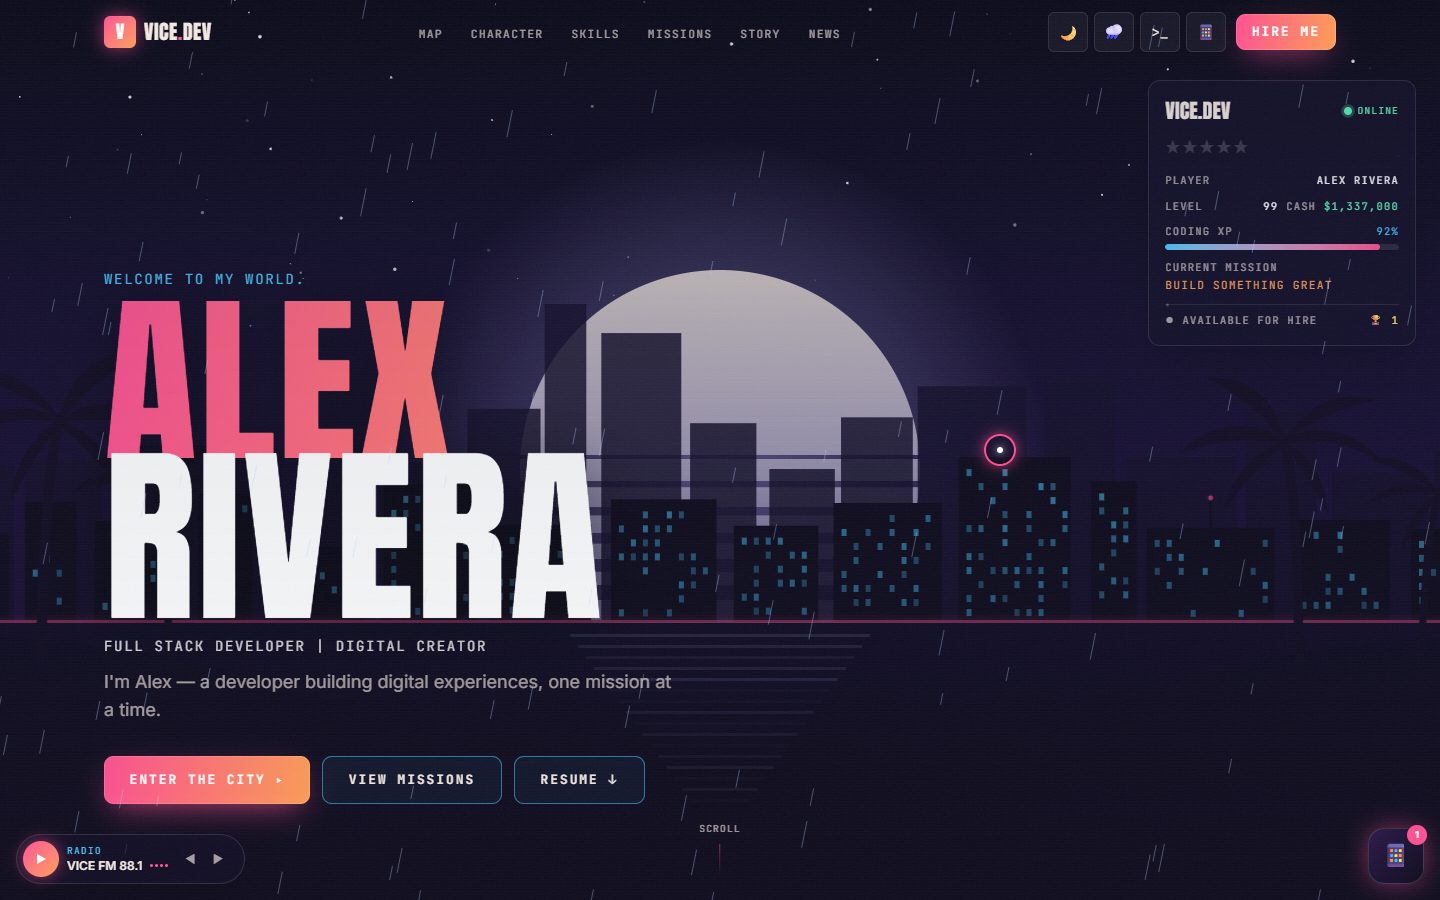 V VICE.DEV
MAP CHARACTER SKILLS MISSIONS STORY NEWS
>_
HIRE ME
VICE.DEV
ONLINE
★★★★★
PLAYER ALEX RIVERA
LEVEL 99 CASH $1,337,000
CODING XP 92%
CURRENT MISSION
BUILD SOMETHING GREAT
AVAILABLE FOR HIRE 🏆 1
WELCOME TO MY WORLD.
ALEX
RIVERA
FULL STACK DEVELOPER | DIGITAL CREATOR
I'm Alex — a developer building digital experiences, one mission at
a time.
ENTER THE CITY ▸
VIEW MISSIONS
RESUME ↓
SCROLL
RADIO
VICE FM 88.1
1